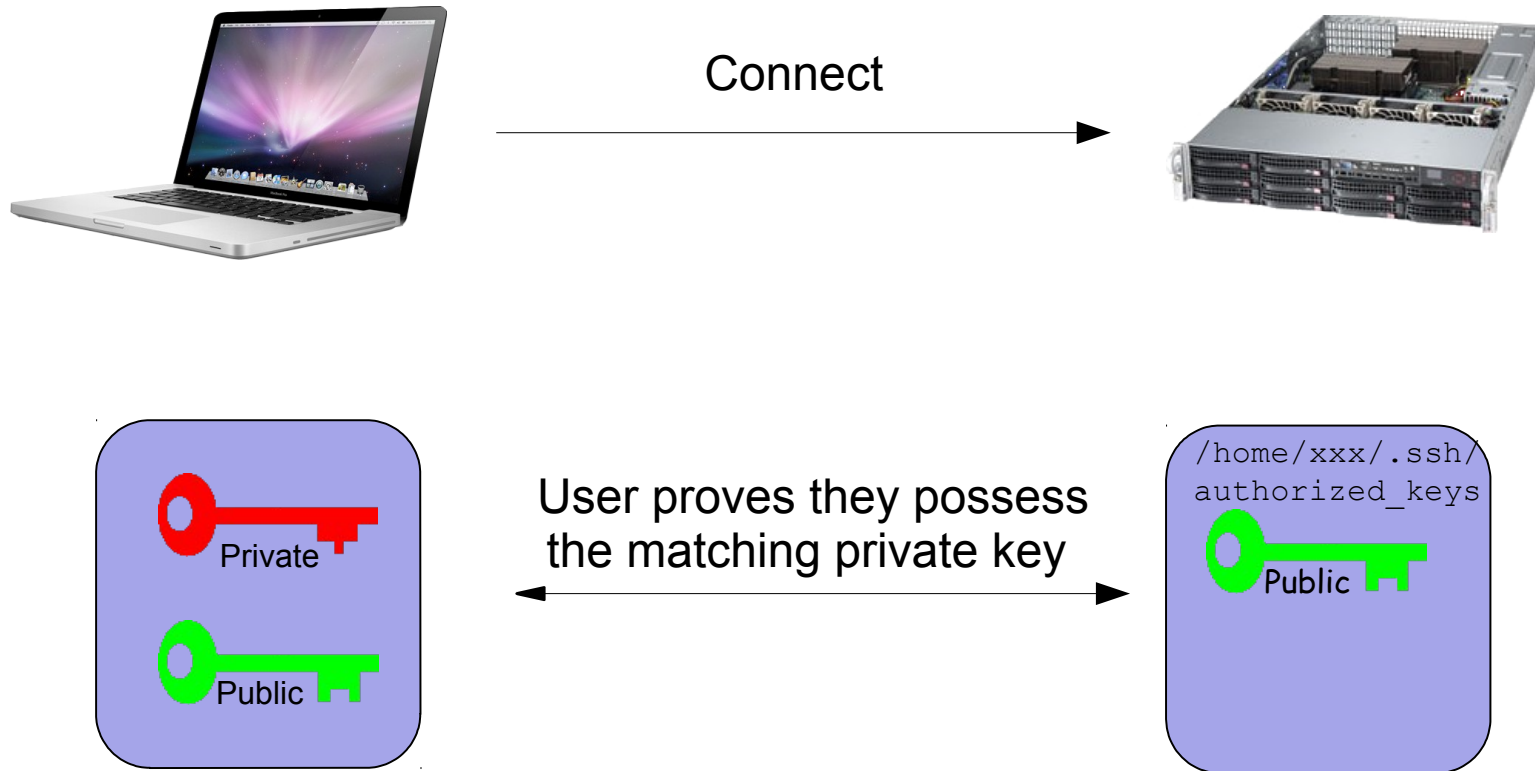 Connect
/home/xxx/.ssh/
authorized_keys
User proves they possess
the matching private key
Private
Public
Public